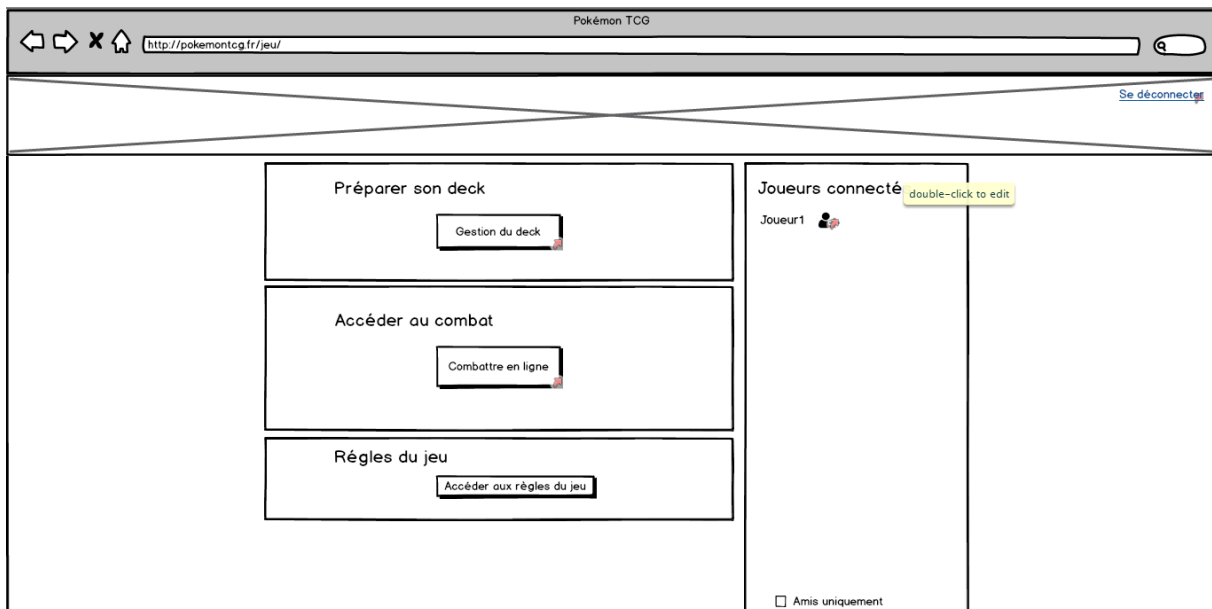 Pokémon TCG
http://pokemontcg.fr/jeu/
Se déconnecter
Préparer son deck
Gestion du deck
Accéder au combat
Combattre en ligne
Régles du jeu
Accéder aux règles du jeu
Joueurs connecté
double-click to edit
Joueur1
Amis uniquement